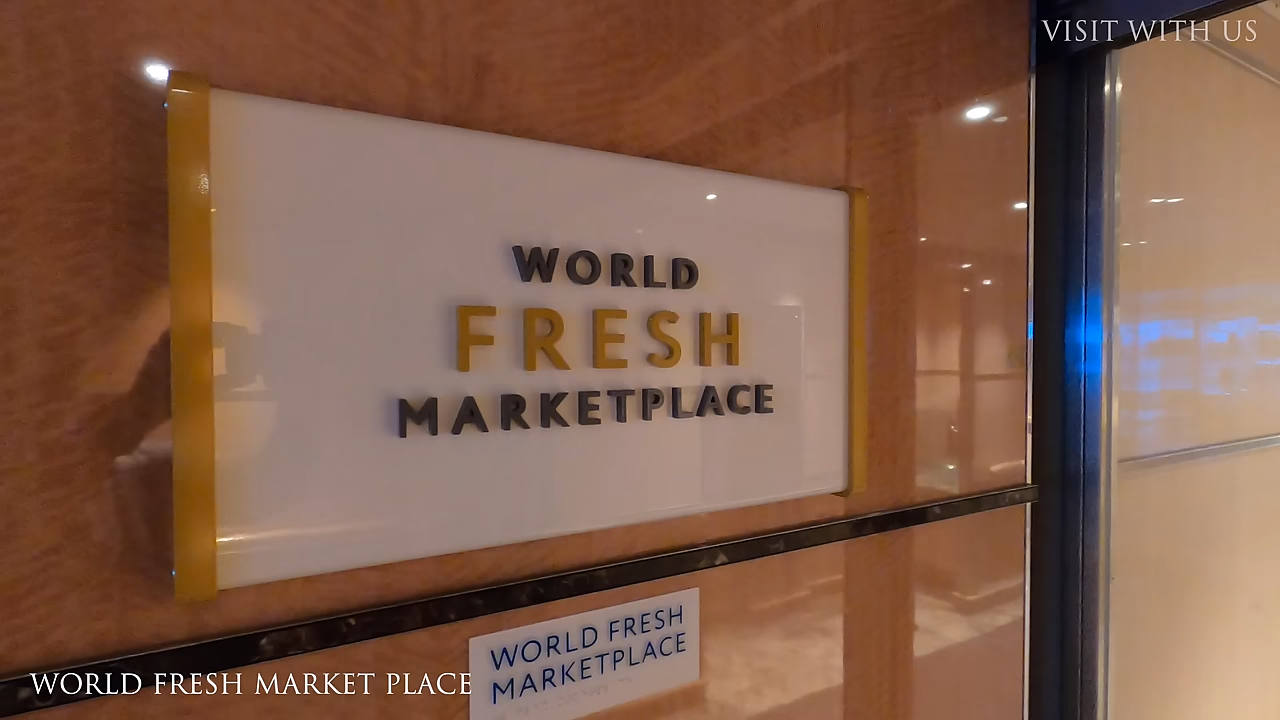 VISIT WITH US
WORLD
FRESH
MARKETPLACE
WORLD FRESH
MARKETPLACE
WORLD FRESH MARKET PLACE